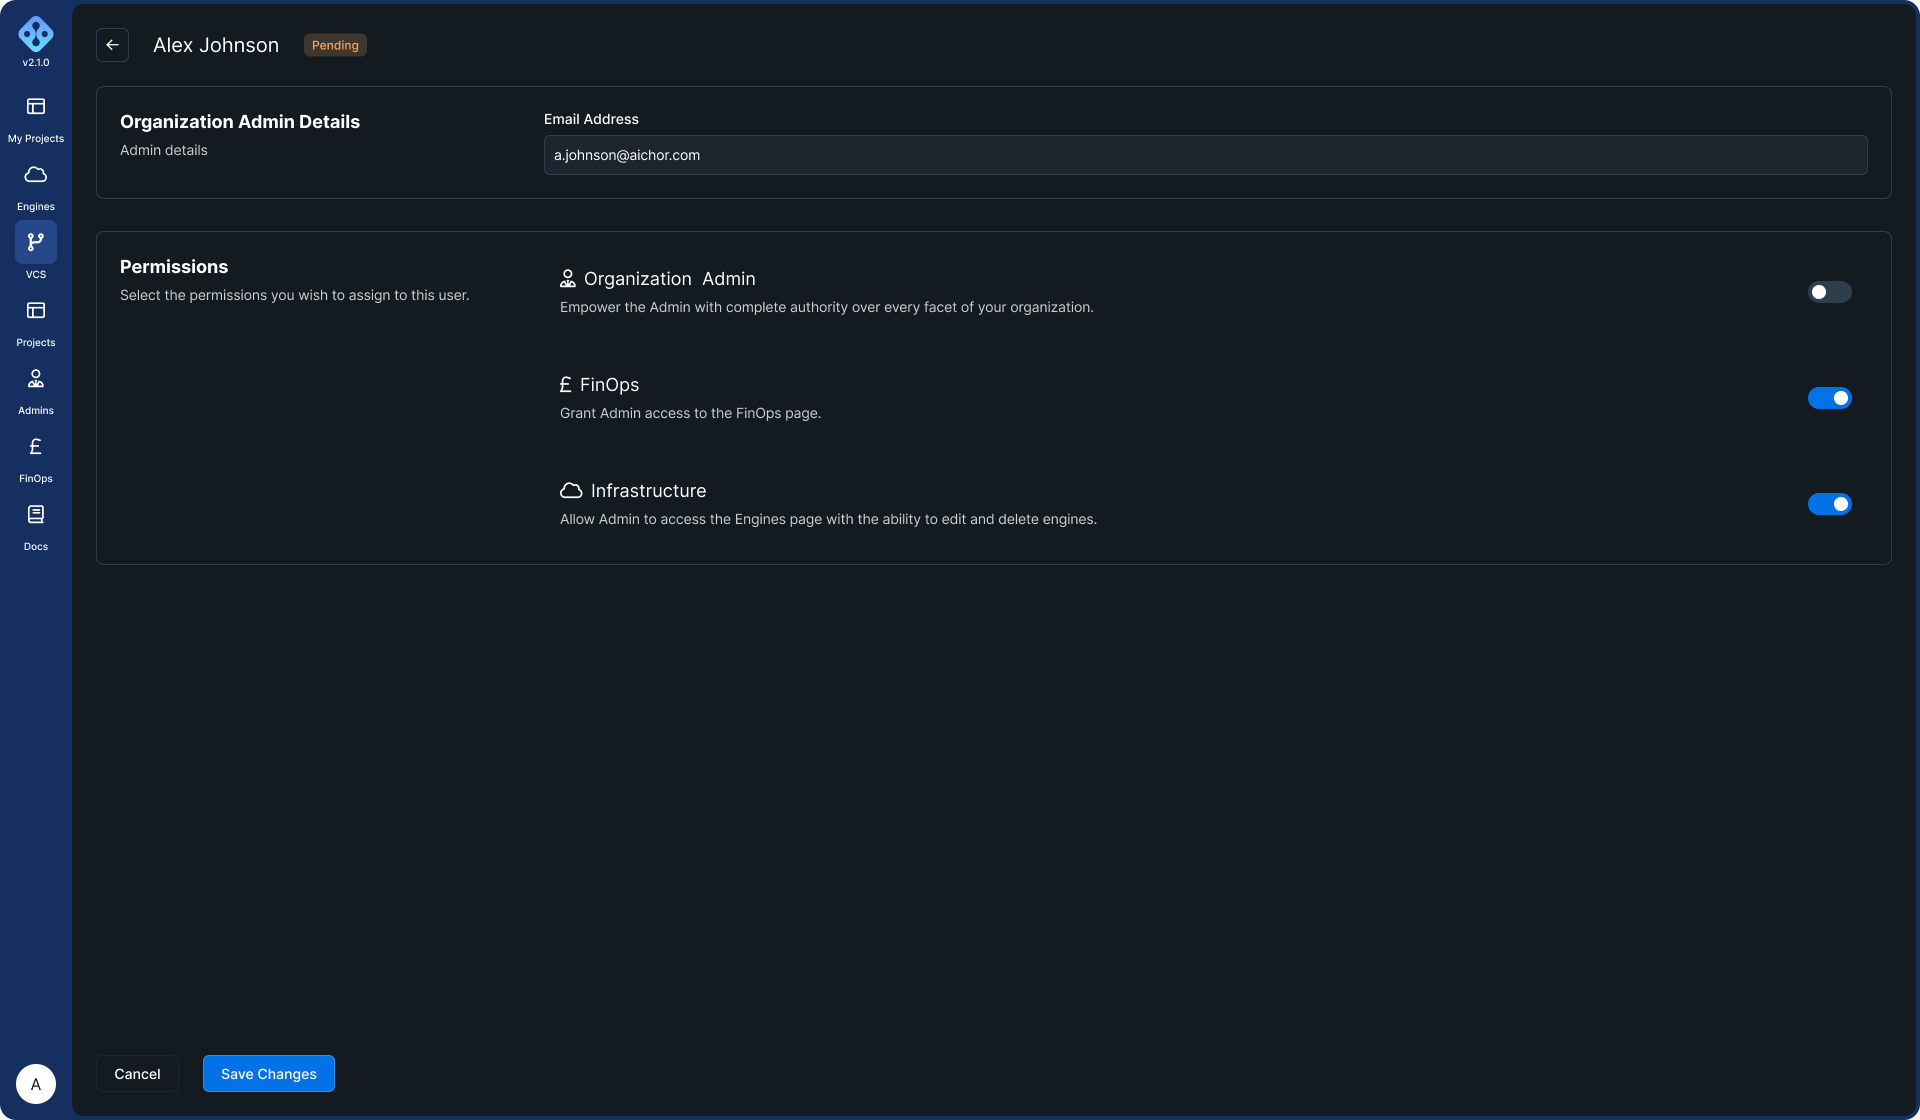 v2.1.0
My Projects
Engines
VCS
Projects
Admins
£
FinOps
Docs
A
Alex Johnson
Pending
Organization Admin Details
Admin details
Email Address
a.johnson@aichor.com
Permissions
Select the permissions you wish to assign to this user.
Organization Admin
Empower the Admin with complete authority over every facet of your organization.
£ FinOps
Grant Admin access to the FinOps page.
Infrastructure
Allow Admin to access the Engines page with the ability to edit and delete engines.
Cancel
Save Changes